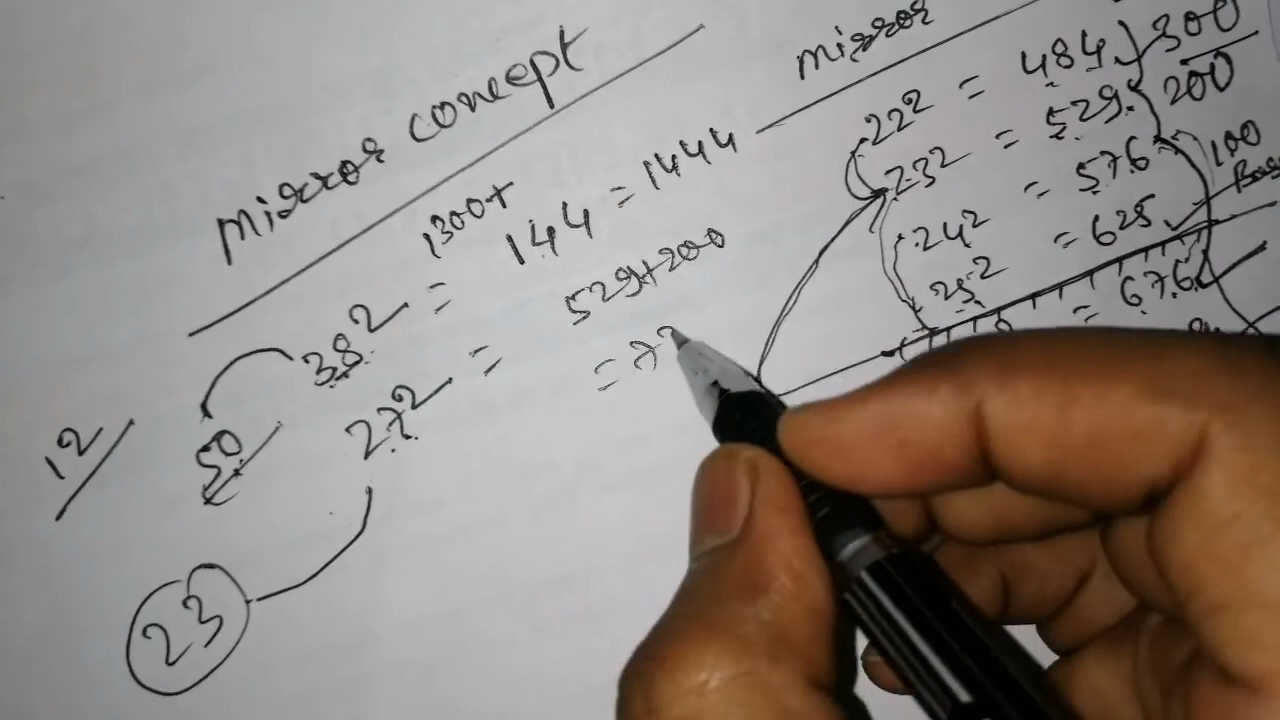 mirror concept
1300+
38² = 144 = 1444
50
12
27² = 529+200
= 72
23
mirror
22² = 484 300
23² = 529 200
24² = 576 100
25² = 625
= 676